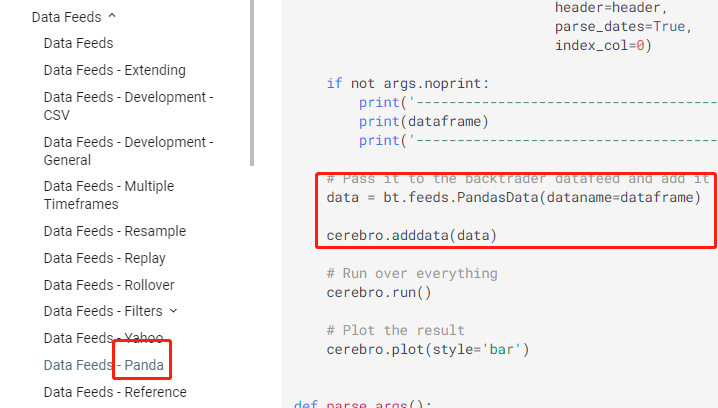 Data Feeds
Data Feeds
Data Feeds - Extending
Data Feeds - Development -
CSV
Data Feeds - Development -
General
Data Feeds - Multiple
Timeframes
Data Feeds - Resample
Data Feeds - Replay
Data Feeds - Rollover
Data Feeds - Filters
Data Feeds - Yahoo
Data Feeds - Panda
Data Feeds - Reference
header=header,
parse_dates=True,
index_col=0)
if not args.noprint:
print('-------------------------------------
print(dataframe)
print('-------------------------------------
# Pass it to the backtrader datafeed and add it
data = bt.feeds.PandasData(dataname=dataframe)
cerebro.adddata(data)
# Run over everything
cerebro.run()
# Plot the result
cerebro.plot(style='bar')
def parse_args():